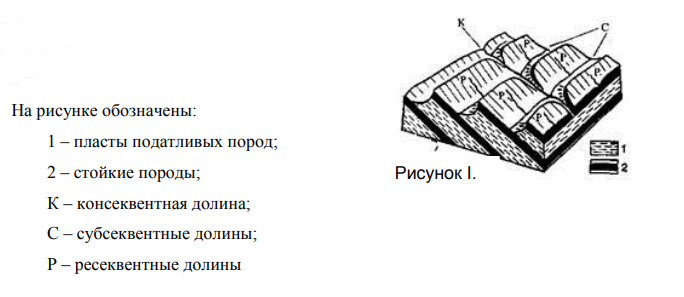 На рисунке обозначены:
1 – пласты податливых пород;
2 – стойкие породы;
К – консеквентная долина;
С – субсеквентные долины;
Р – ресеквентные долины
К
С
Р
Р
Р
Р
Р
1
2
Рисунок I.